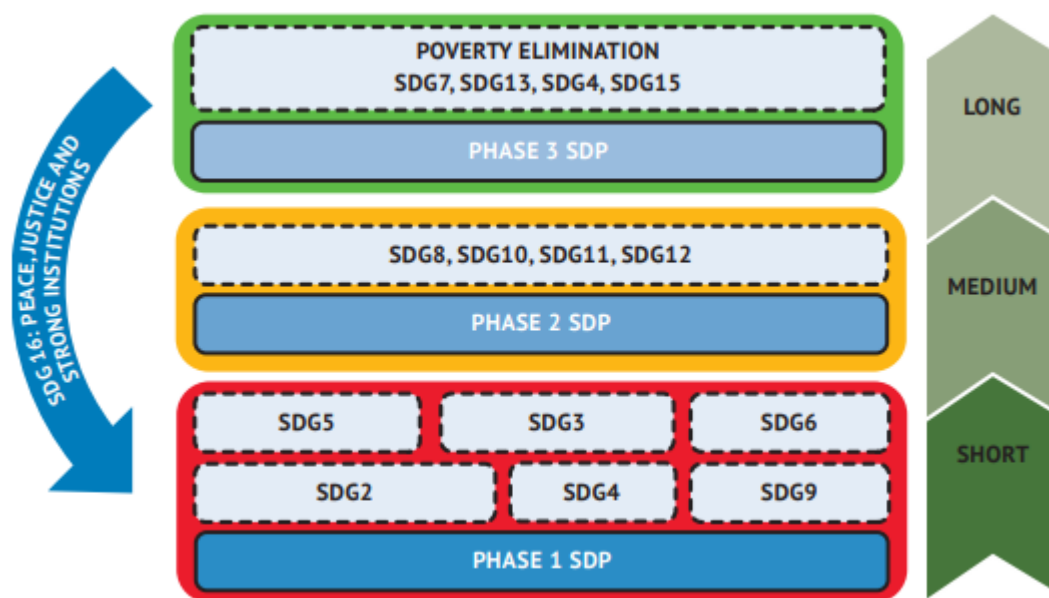 POVERTY ELIMINATION
SDG7, SDG13, SDG4, SDG15
PHASE 3 SDP
LONG
SDG 16: PEACE, JUSTICE AND
STRONG INSTITUTIONS
SDG8, SDG10, SDG11, SDG12
PHASE 2 SDP
MEDIUM
SDG5
SDG3
SDG6
SDG2
SDG4
SDG9
PHASE 1 SDP
SHORT